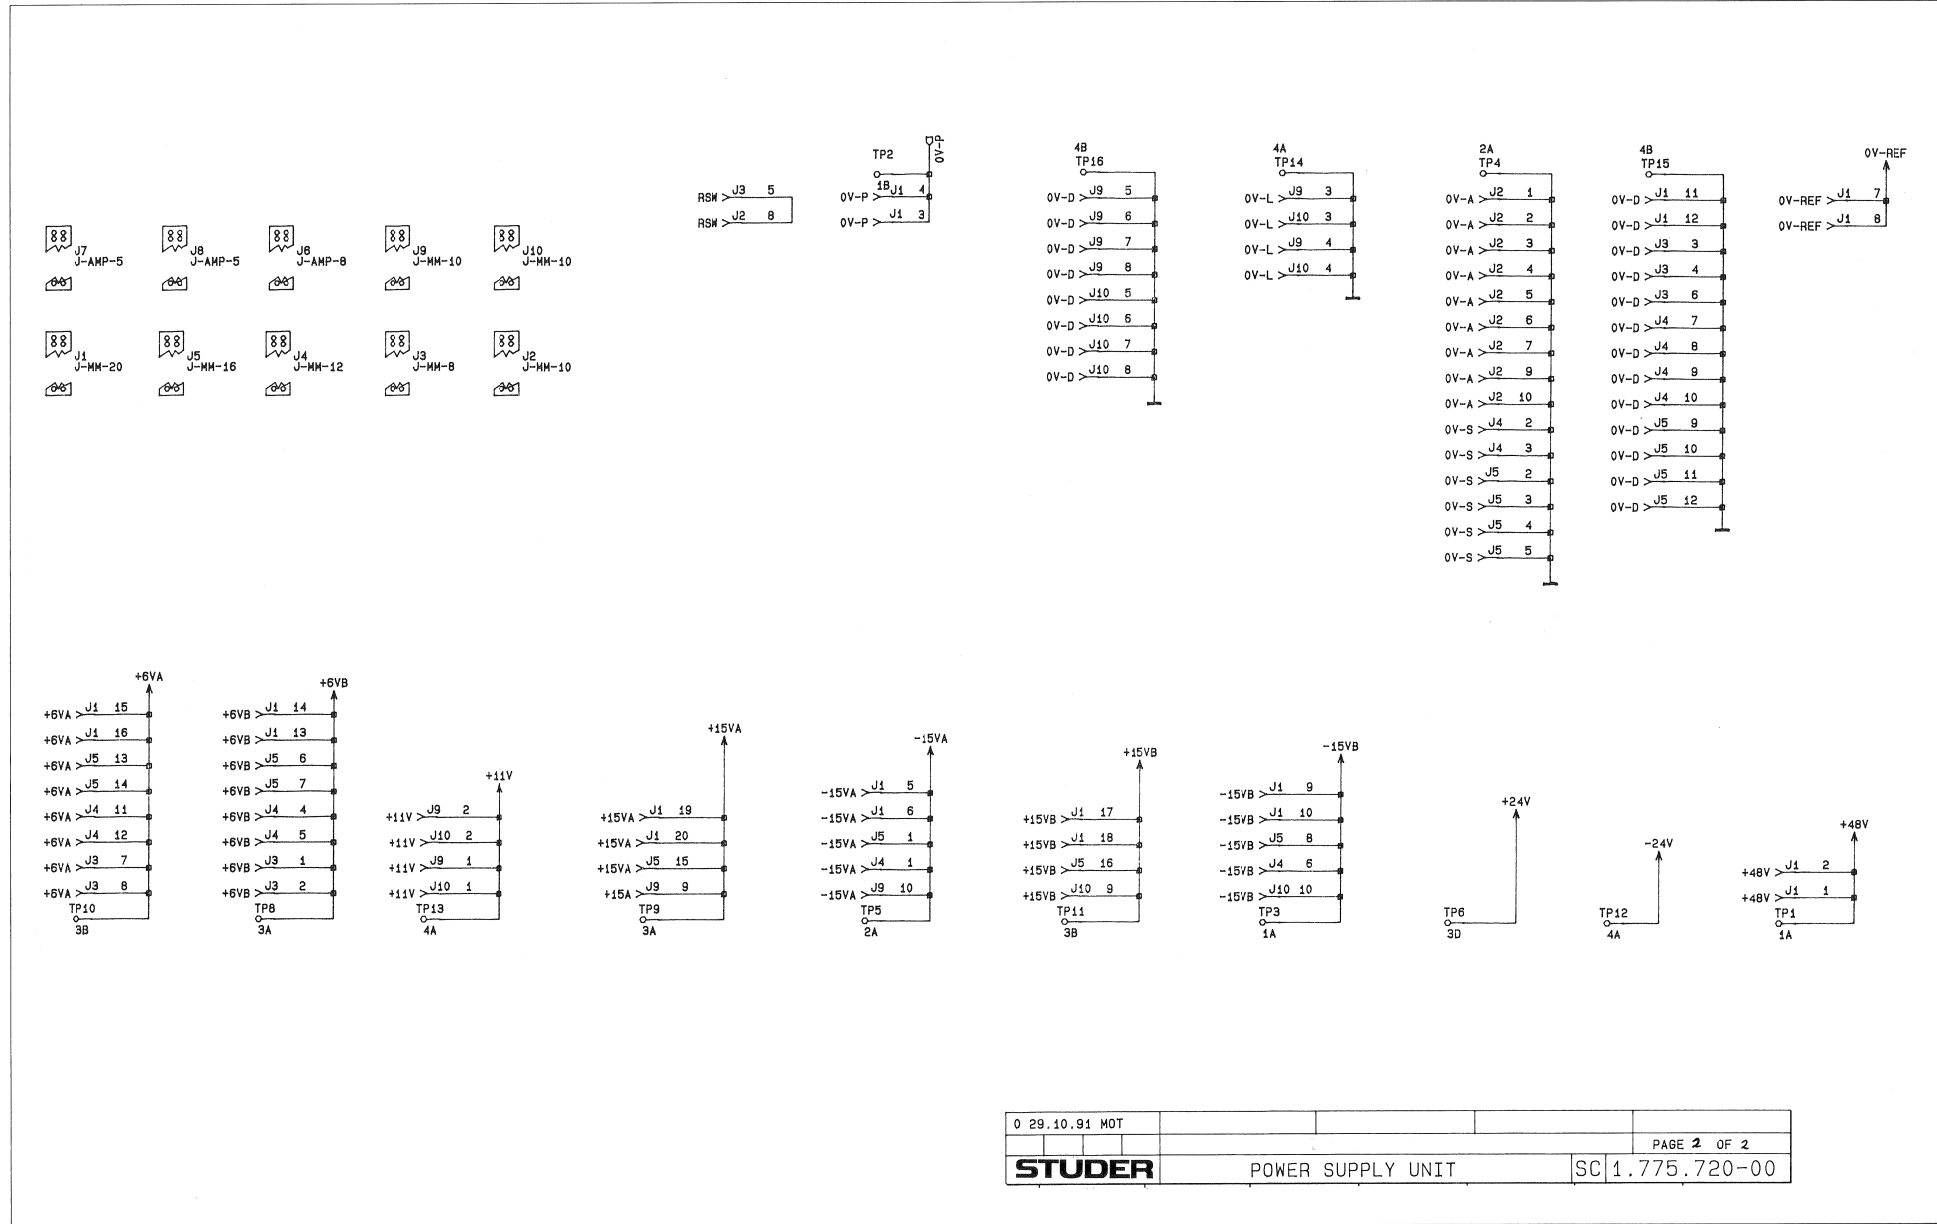 RSW J3 5
RSW J2 8
TP2
1B
0V-P
0V-P J1 4
0V-P J1 3
4B
TP16
0V-D J9 5
0V-D J9 6
0V-D J9 7
0V-D J9 8
0V-D J10 5
0V-D J10 6
0V-D J10 7
0V-D J10 8
4A
TP14
0V-L J9 3
0V-L J10 3
0V-L J9 4
0V-L J10 4
2A
TP4
0V-A J2 1
0V-A J2 2
0V-A J2 3
0V-A J2 4
0V-A J2 5
0V-A J2 6
0V-A J2 7
0V-A J2 9
0V-A J2 10
0V-S J4 2
0V-S J4 3
0V-S J5 2
0V-S J5 3
0V-S J5 4
0V-S J5 5
4B
TP15
0V-D J1 11
0V-D J1 12
0V-D J3 3
0V-D J3 4
0V-D J3 6
0V-D J4 7
0V-D J4 8
0V-D J4 9
0V-D J4 10
0V-D J5 9
0V-D J5 10
0V-D J5 11
0V-D J5 12
0V-REF
0V-REF J1 7
0V-REF J1 8
J7
J-AMP-5
J8
J-AMP-5
J6
J-AMP-8
J9
J-MM-10
J10
J-MM-10
J1
J-MM-20
J5
J-MM-16
J4
J-MM-12
J3
J-MM-8
J2
J-MM-10
+6VA
+6VA J1 15
+6VA J1 16
+6VA J5 13
+6VA J5 14
+6VA J4 11
+6VA J4 12
+6VA J3 7
+6VA J3 8
TP10
3B
+6VB
+6VB J1 14
+6VB J1 13
+6VB J5 6
+6VB J5 7
+6VB J4 4
+6VB J4 5
+6VB J3 1
+6VB J3 2
TP8
3A
+11V
+11V J9 2
+11V J10 2
+11V J9 1
+11V J10 1
TP13
4A
+15VA
+15VA J1 19
+15VA J1 20
+15VA J5 15
+15A J9 9
TP9
3A
-15VA
-15VA J1 5
-15VA J1 6
-15VA J5 1
-15VA J4 1
-15VA J9 10
TP5
2A
+15VB
+15VB J1 17
+15VB J1 18
+15VB J5 16
+15VB J10 9
TP11
3B
-15VB
-15VB J1 9
-15VB J1 10
-15VB J5 8
-15VB J4 6
-15VB J10 10
TP3
1A
+24V
TP6
3D
-24V
TP12
4A
+48V
+48V J1 2
+48V J1 1
TP1
1A
0 29.10.91 MOT
PAGE 2 OF 2
STUDER POWER SUPPLY UNIT SC 1.775.720-00